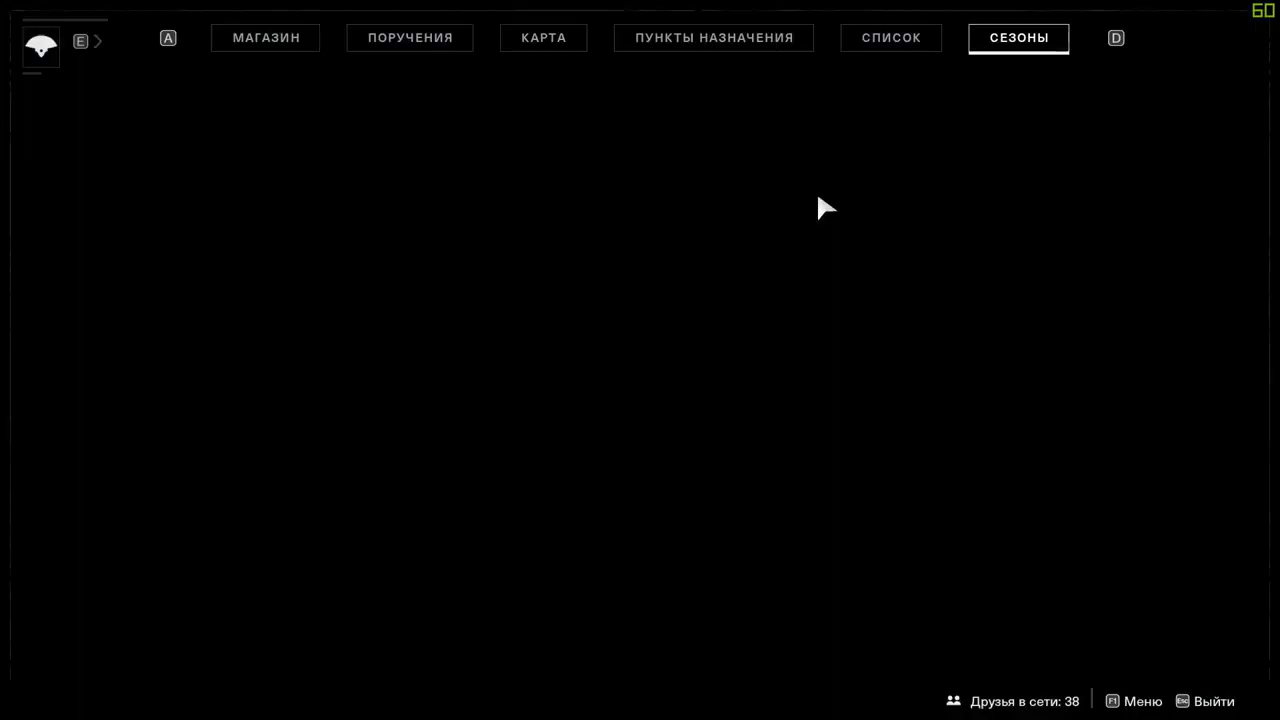 60
E A МАГАЗИН ПОРУЧЕНИЯ КАРТА ПУНКТЫ НАЗНАЧЕНИЯ СПИСОК СЕЗОНЫ D
Друзья в сети: 38 F1 Меню Esc Выйти